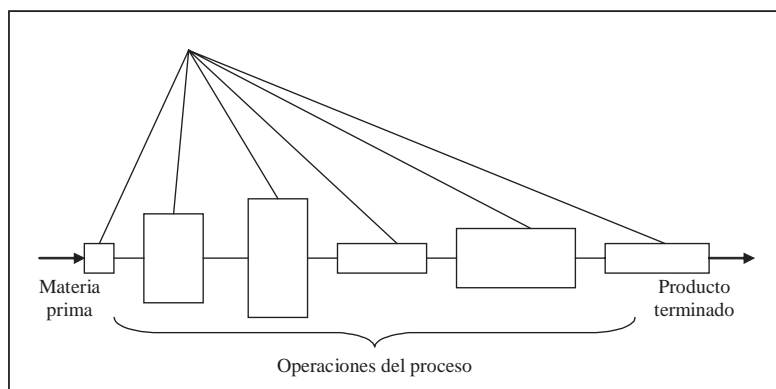 Materia
prima
Producto
terminado
Operaciones del proceso